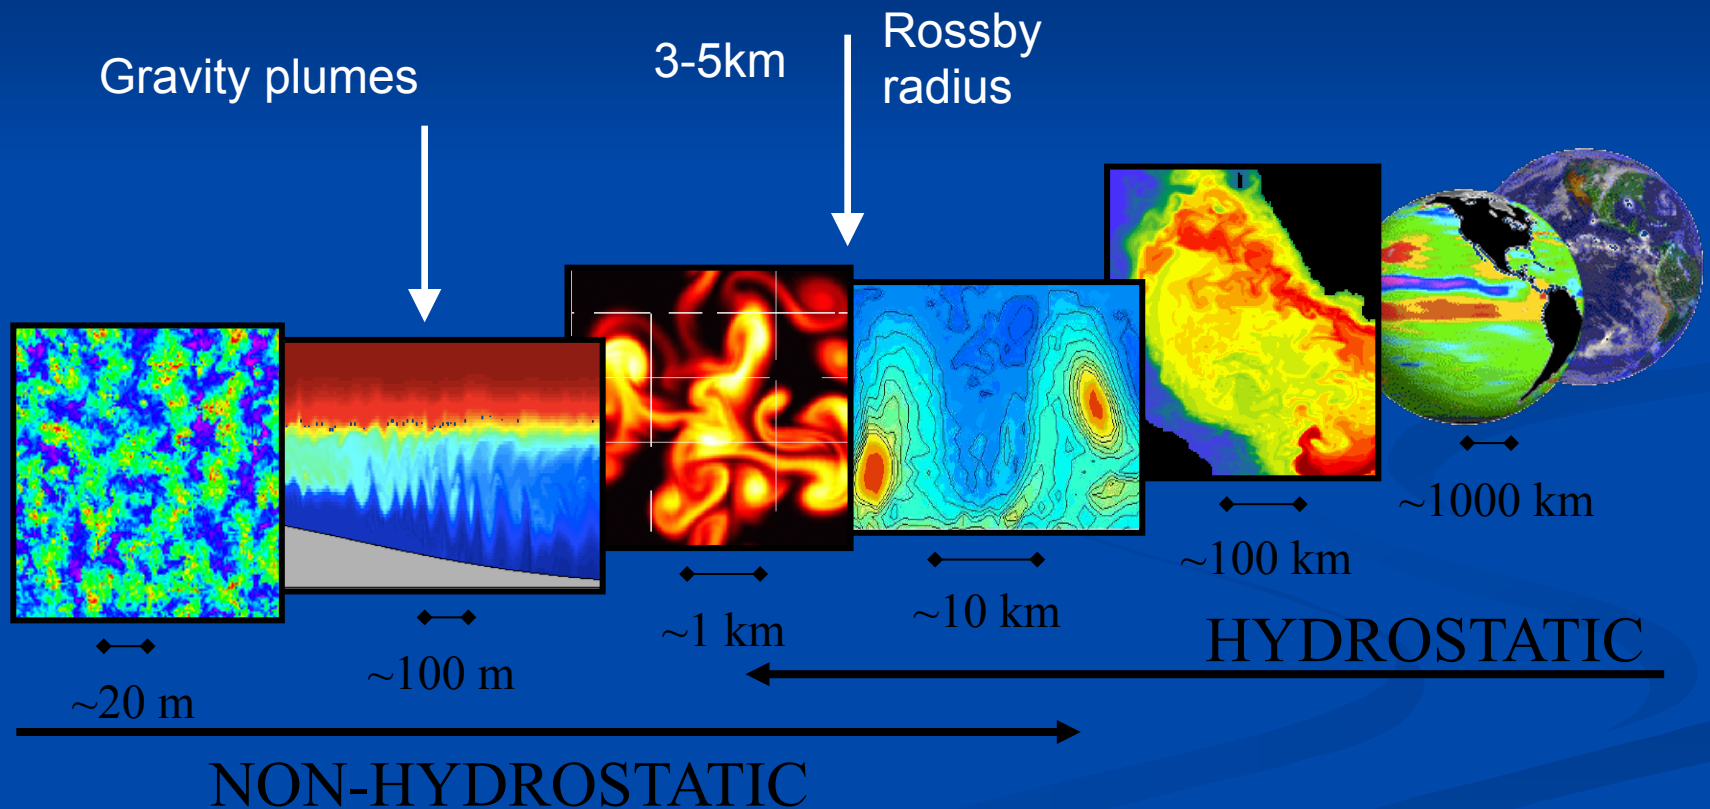 Gravity plumes
3-5km
Rossby
radius
~20 m
~100 m
~1 km
~10 km
~100 km
~1000 km
HYDROSTATIC
NON-HYDROSTATIC